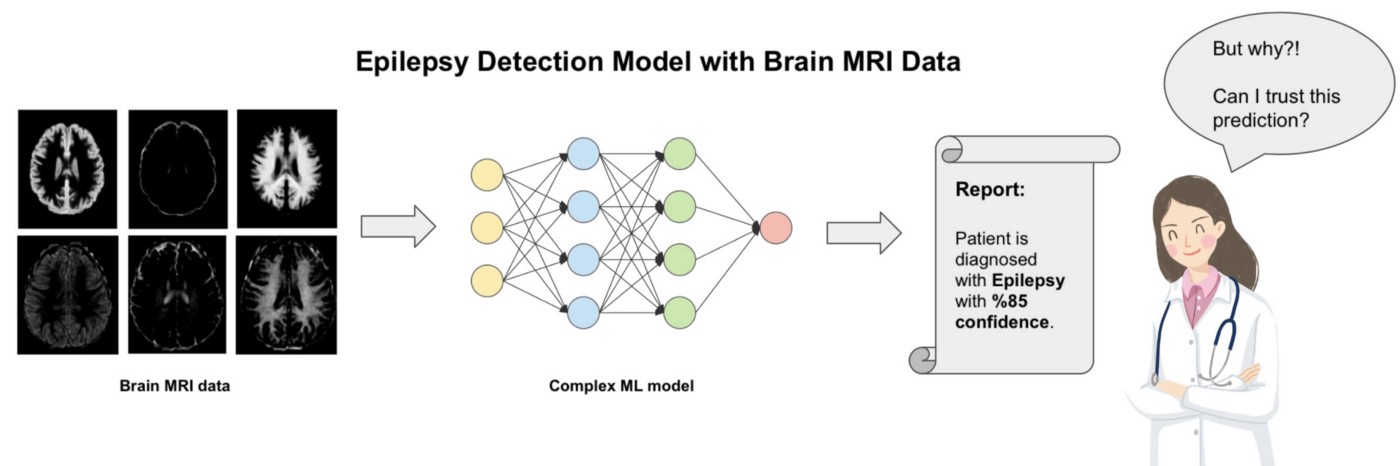 Epilepsy Detection Model with Brain MRI Data
But why?!
Can I trust this
prediction?
Report:
Patient is
diagnosed
with Epilepsy
with %85
confidence.
Brain MRI data
Complex ML model